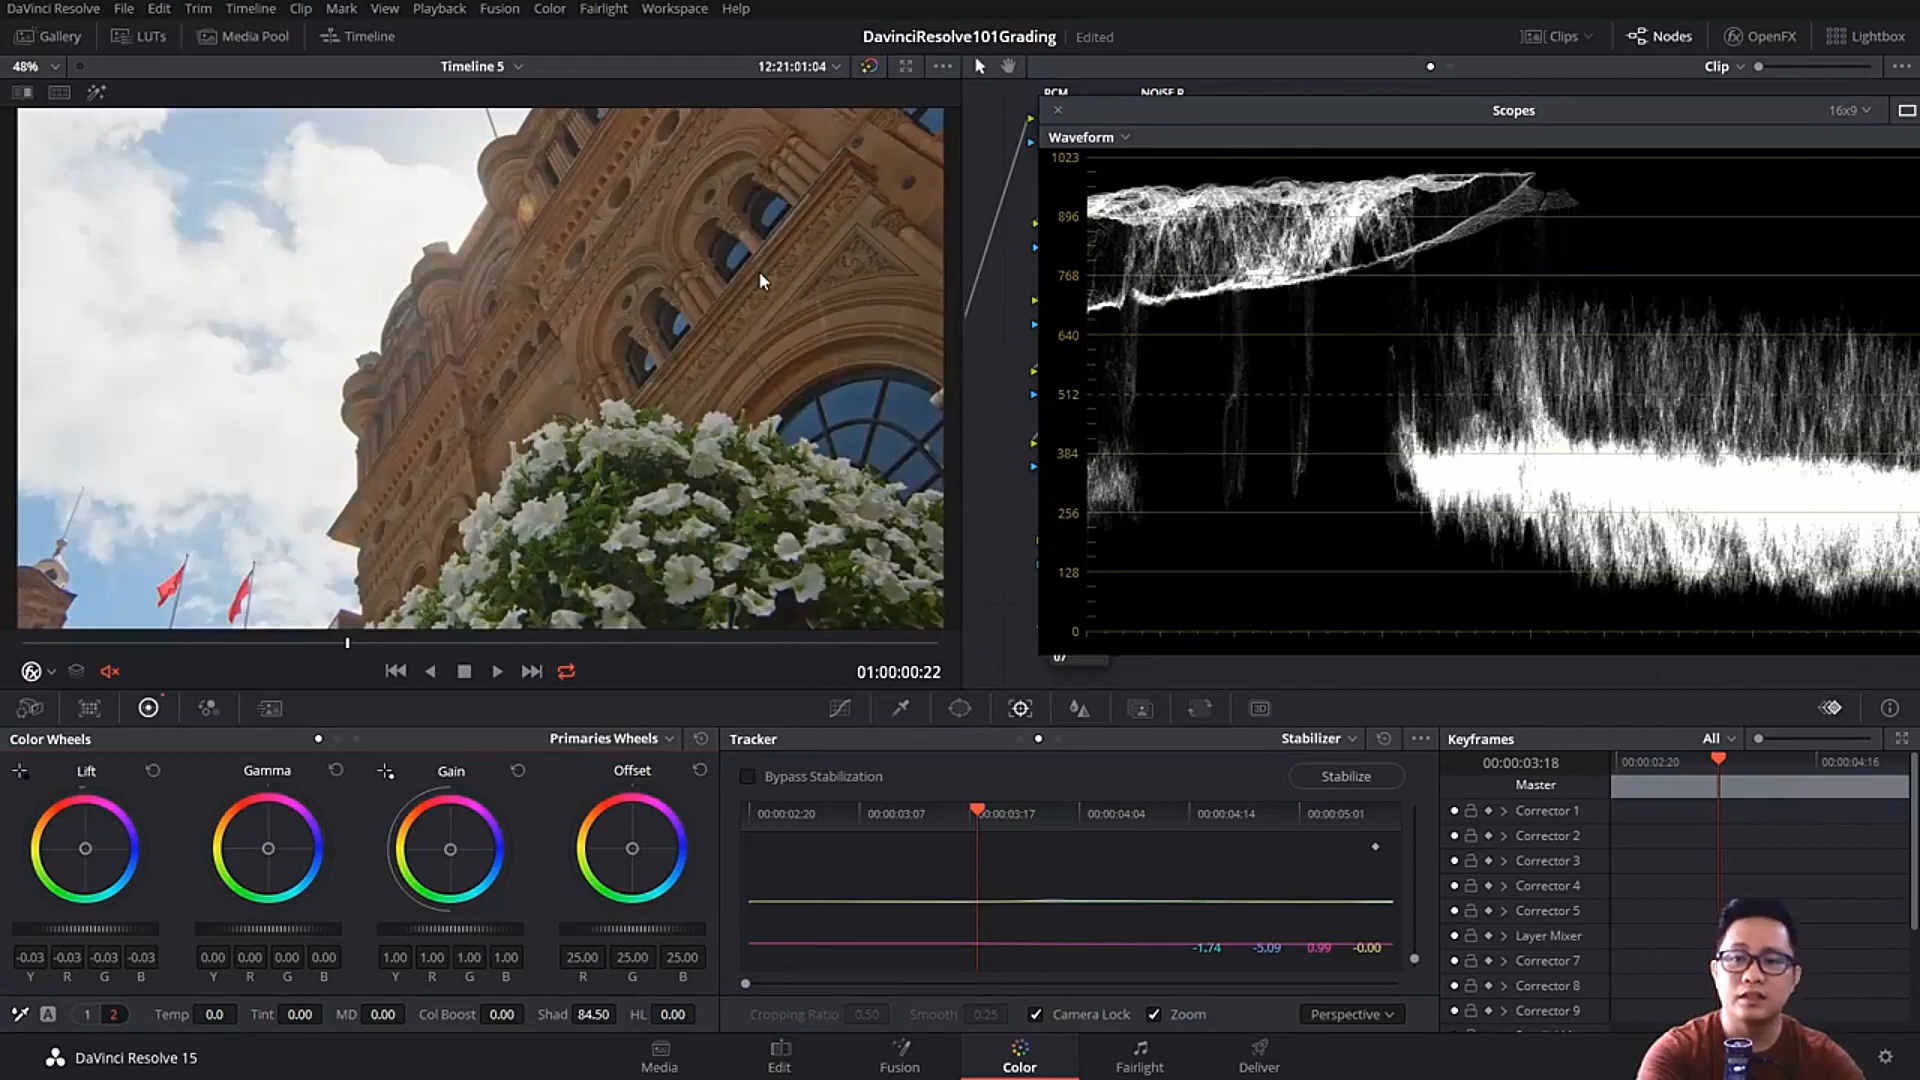 DaVinci Resolve File Edit Trim Timeline Clip Mark View Playback Fusion Color Fairlight Workspace Help
Gallery LUTs Media Pool Timeline DavinciResolve101Grading Edited Clips Nodes OpenFX Lightbox
48% Timeline 5 12:21:01:04 Clip
Scopes 16x9
Waveform
1023
896
768
640
512
384
256
128
0
07
01:00:00:22
3D
Color Wheels Primaries Wheels
Lift Gamma Gain Offset
-0.03 -0.03 -0.03 -0.03 0.00 0.00 0.00 0.00 1.00 1.00 1.00 1.00 25.00 25.00 25.00
Y R G B Y R G B Y R G B R G B
A 1 2 Temp 0.0 Tint 0.00 MD 0.00 Col Boost 0.00 Shad 84.50 HL 0.00
Tracker Stabilizer
Bypass Stabilization Stabilize
00:00:02:20 00:00:03:07 00:00:03:17 00:00:04:04 00:00:04:14 00:00:05:01
-1.74 -5.09 0.99 -0.00
Cropping Ratio 0.50 Smooth 0.25 Camera Lock Zoom Perspective
Keyframes All
00:00:03:18 00:00:02:20 00:00:04:16
Master
Corrector 1
Corrector 2
Corrector 3
Corrector 4
Corrector 5
Layer Mixer
Corrector 7
Corrector 8
Corrector 9
DaVinci Resolve 15 Media Edit Fusion Color Fairlight Deliver